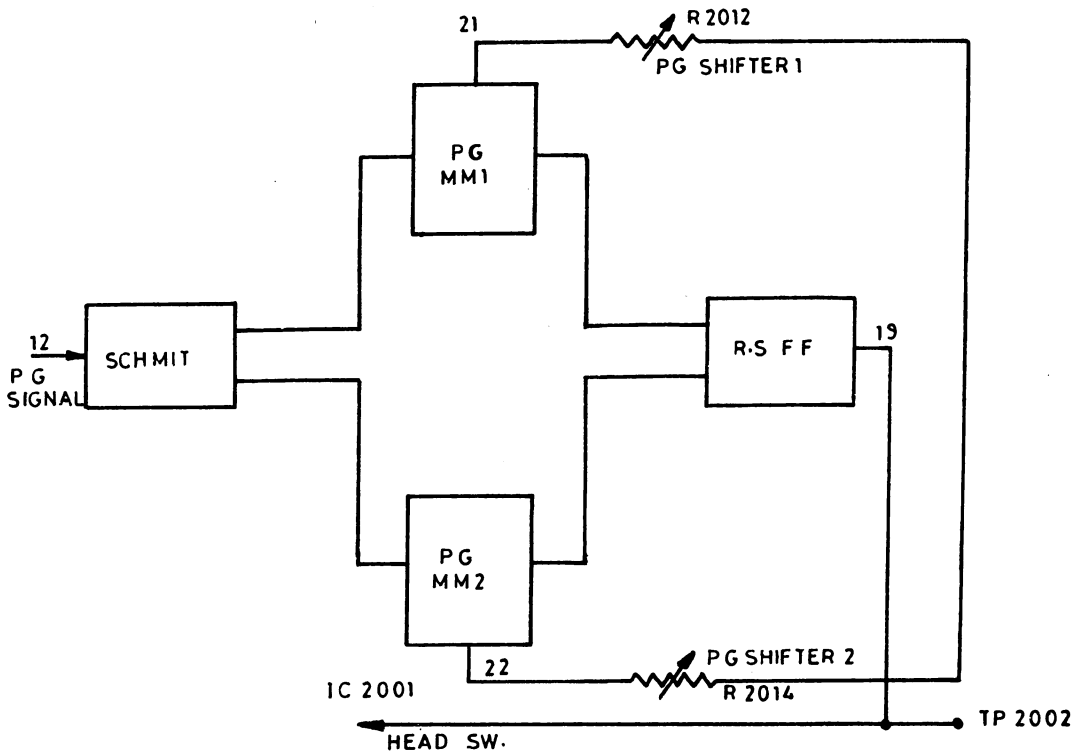 21
R 2012
PG SHIFTER 1
PG
MM1
12
PG
SIGNAL
SCHMIT
R.S FF
19
PG
MM2
22
PG SHIFTER 2
R 2014
IC 2001
HEAD SW.
TP 2002